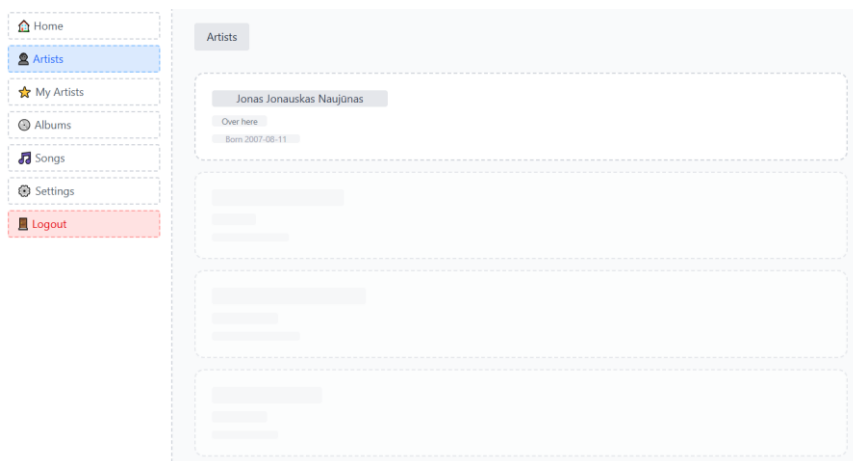 Home
Artists
My Artists
Albums
Songs
Settings
Logout
Artists
Jonas Jonauskas Naujūnas
Over here
Born 2007-08-11